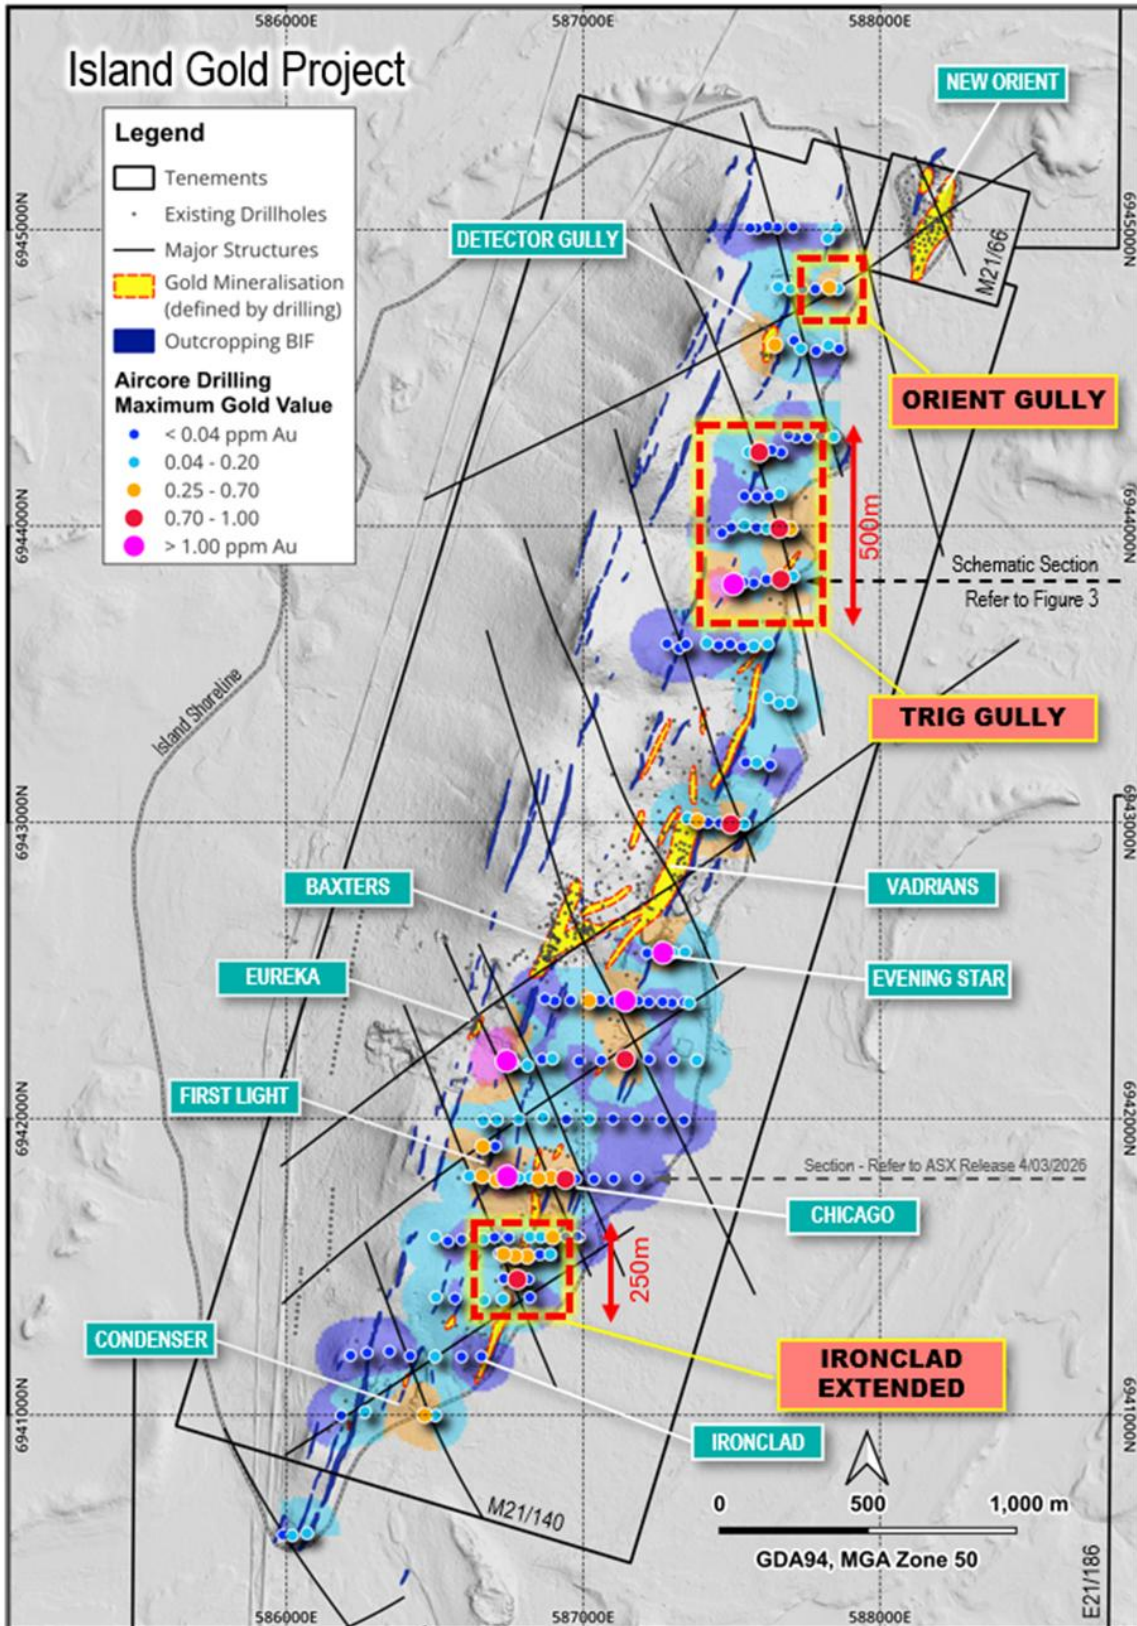 586000E
587000E
588000E
Island Gold Project
NEW ORIENT
Legend
Tenements
Existing Drillholes
Major Structures
Gold Mineralisation
(defined by drilling)
Outcropping BIF
Aircore Drilling
Maximum Gold Value
< 0.04 ppm Au
0.04 - 0.20
0.25 - 0.70
0.70 - 1.00
> 1.00 ppm Au
6945000N
6945000N
DETECTOR GULLY
M21/66
ORIENT GULLY
6944000N
6944000N
500m
Schematic Section
Refer to Figure 3
Island Shoreline
TRIG GULLY
6943000N
6943000N
BAXTERS
VADRIANS
EUREKA
EVENING STAR
FIRST LIGHT
6942000N
6942000N
Section - Refer to ASX Release 4/03/2026
CHICAGO
250m
CONDENSER
IRONCLAD
EXTENDED
6941000N
6941000N
IRONCLAD
M21/140
0 500 1,000 m
GDA94, MGA Zone 50
E21/186
586000E
587000E
588000E